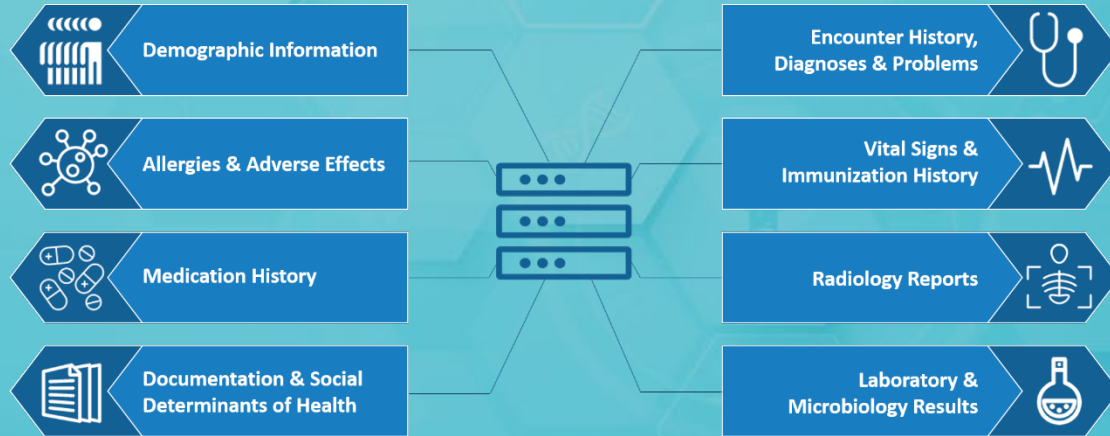 Demographic Information
Allergies & Adverse Effects
Medication History
Documentation & Social
Determinants of Health
Encounter History,
Diagnoses & Problems
Vital Signs &
Immunization History
Radiology Reports
Laboratory &
Microbiology Results